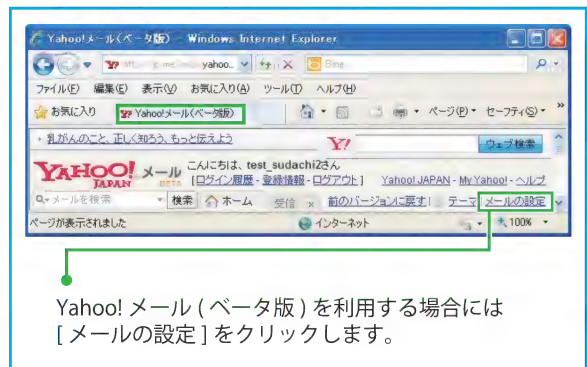 Yahoo!メール(ベータ版) - Windows Internet Explorer
yahoo... Bing
ファイル(F) 編集(E) 表示(V) お気に入り(A) ツール(T) ヘルプ(H)
お気に入り Yahoo!メール(ベータ版) ページ(P) セーフティ(S) »
乳がんのこと、正しく知ろう、もっと伝えよう Y! ウェブ検索
YAHOO! JAPAN メール BETA こんにちは、test_sudachi2さん
[ログイン履歴 - 登録情報 - ログアウト] Yahoo! JAPAN - My Yahoo! - ヘルプ
メールを検索 検索 ホーム 受信 × 前のバージョンに戻す! テーマ メールの設定
ページが表示されました インターネット 100%
Yahoo! メール ( ベータ版 ) を利用する場合には
[ メールの設定 ] をクリックします。